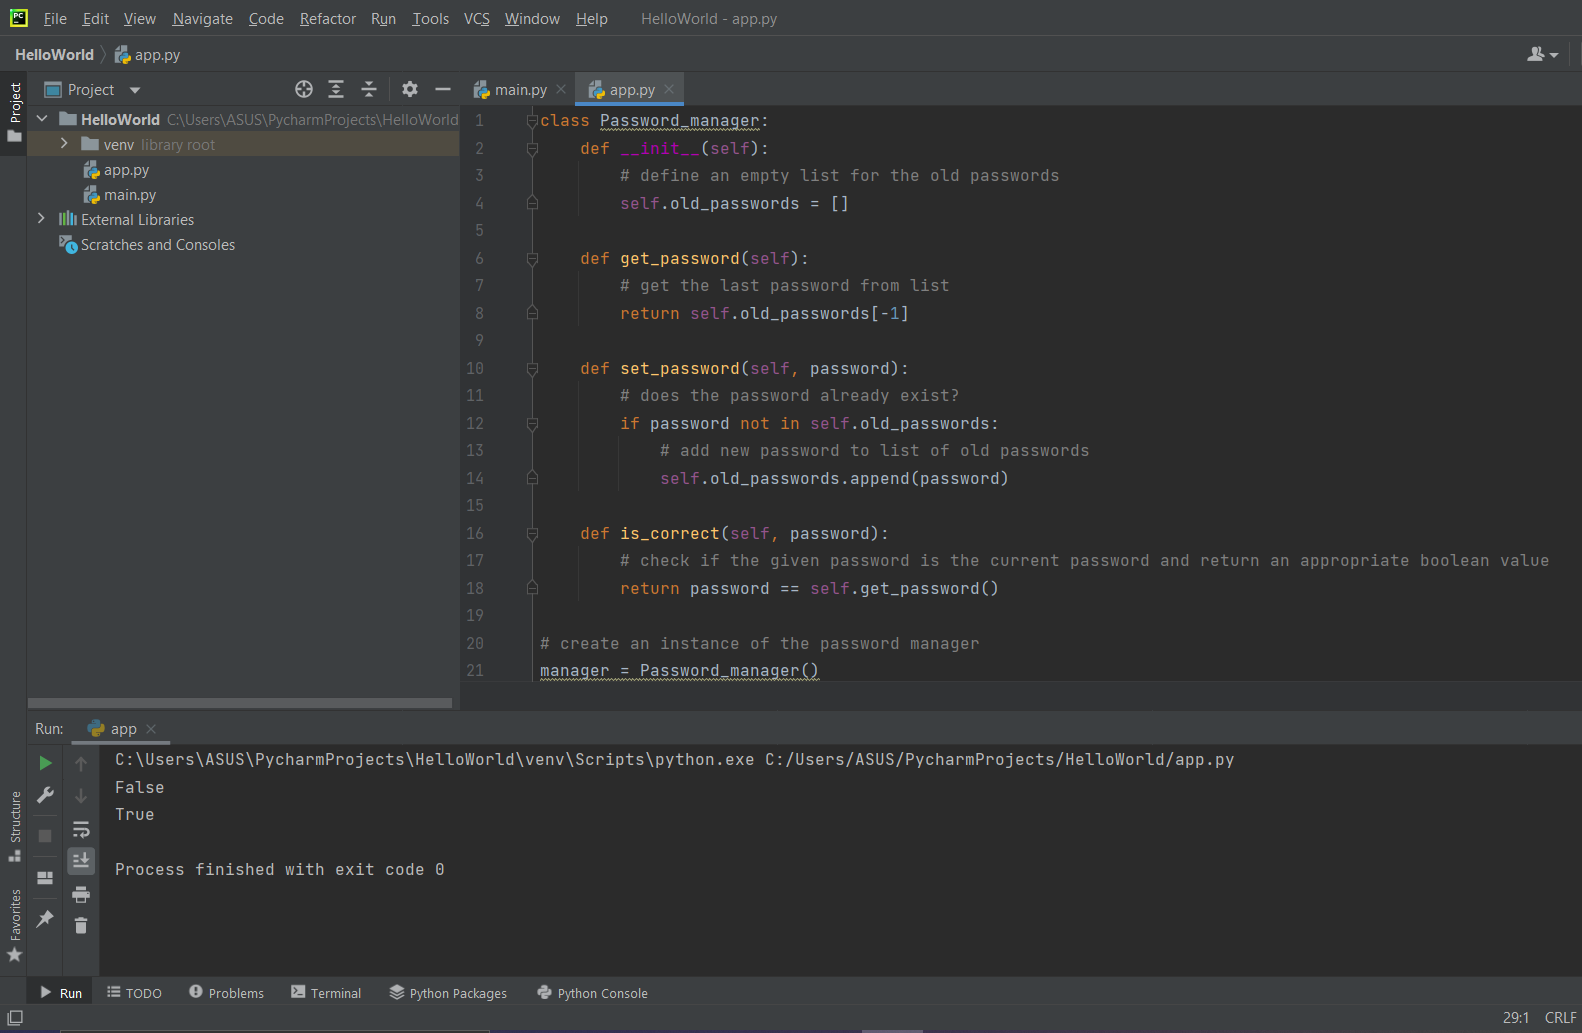 File Edit View Navigate Code Refactor Run Tools VCS Window Help HelloWorld - app.py
HelloWorld app.py
Project
Project
main.py app.py
HelloWorld C:\Users\ASUS\PycharmProjects\HelloWorld
venv library root
app.py
main.py
External Libraries
Scratches and Consoles
1 class Password_manager:
2     def __init__(self):
3         # define an empty list for the old passwords
4         self.old_passwords = []
5
6     def get_password(self):
7         # get the last password from list
8         return self.old_passwords[-1]
9
10     def set_password(self, password):
11         # does the password already exist?
12         if password not in self.old_passwords:
13             # add new password to list of old passwords
14             self.old_passwords.append(password)
15
16     def is_correct(self, password):
17         # check if the given password is the current password and return an appropriate boolean value
18         return password == self.get_password()
19
20 # create an instance of the password manager
21 manager = Password_manager()
Run: app
C:\Users\ASUS\PycharmProjects\HelloWorld\venv\Scripts\python.exe C:/Users/ASUS/PycharmProjects/HelloWorld/app.py
False
True
Process finished with exit code 0
Structure
Favorites
Run TODO Problems Terminal Python Packages Python Console
29:1 CRLF